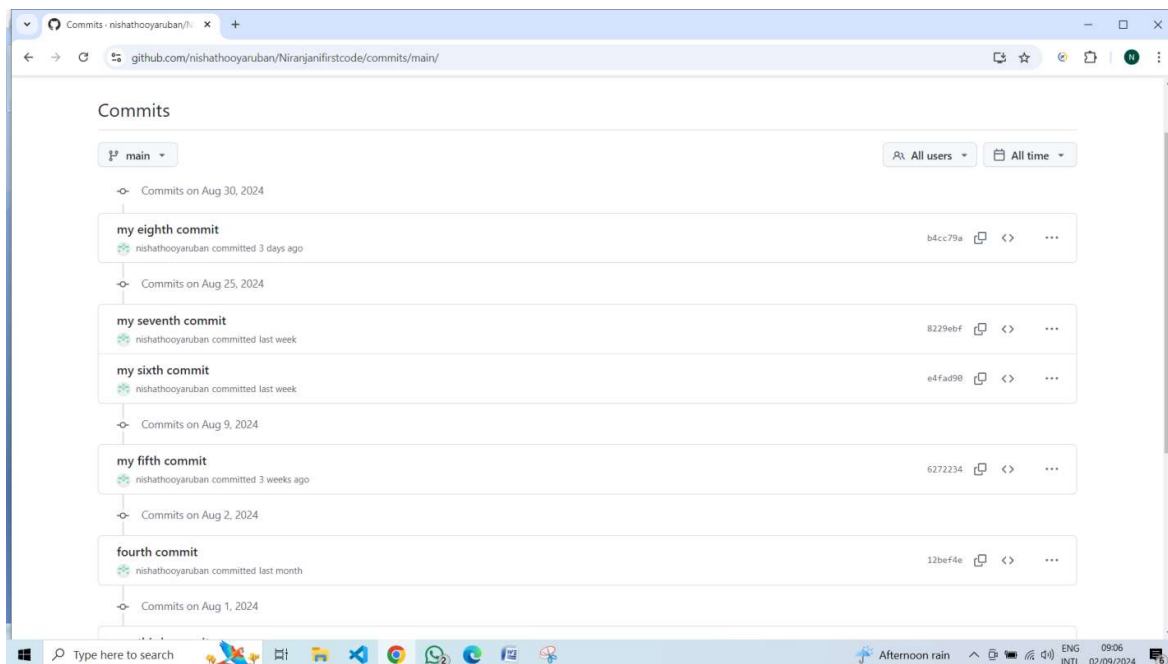 Commits · nishathooyaruban/N
github.com/nishathooyaruban/Niranjanifirstcode/commits/main/
N
Commits
main
All users
All time
Commits on Aug 30, 2024
my eighth commit
nishathooyaruban committed 3 days ago
b4cc79a
Commits on Aug 25, 2024
my seventh commit
nishathooyaruban committed last week
8229ebf
my sixth commit
nishathooyaruban committed last week
e4fad90
Commits on Aug 9, 2024
my fifth commit
nishathooyaruban committed 3 weeks ago
6272234
Commits on Aug 2, 2024
fourth commit
nishathooyaruban committed last month
12bef4e
Commits on Aug 1, 2024
Type here to search
Afternoon rain
ENG
INTL
09:06
02/09/2024